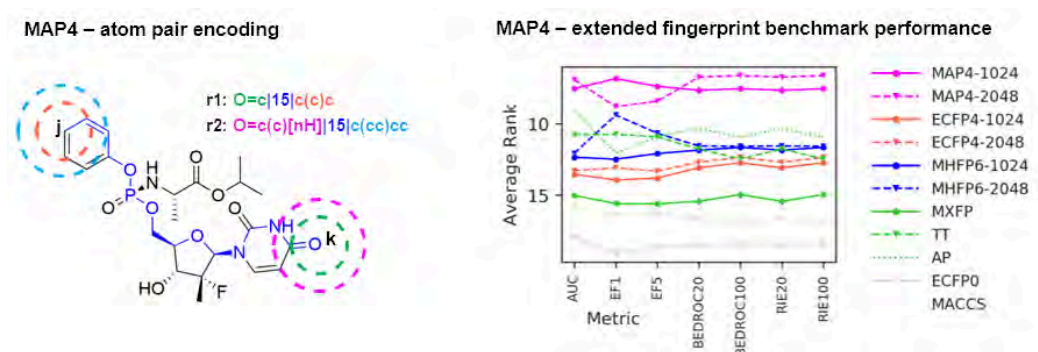 MAP4 – atom pair encoding
r1: O=c|15|c(c)c
r2: O=c(c)[nH]|15|c(cc)cc
j
O
H
N
O
P
O
O
O
O
O
NH
O
k
N
HO
F
MAP4 – extended fingerprint benchmark performance
Average Rank
10
15
AUC
EF1
EF5
BEDROC20
BEDROC100
RIE20
RIE100
Metric
MAP4-1024
MAP4-2048
ECFP4-1024
ECFP4-2048
MHFP6-1024
MHFP6-2048
MXFP
TT
AP
ECFP0
MACCS